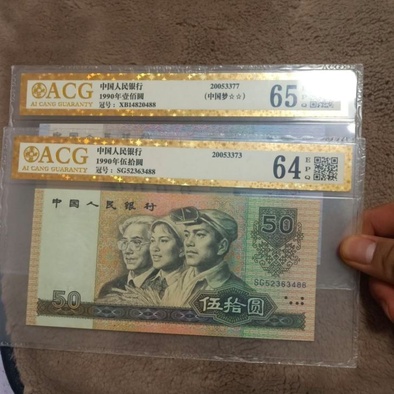 ACG
AI CANG GUARANTY
中国人民银行
1990年壹佰圆
冠号：XB14820488
20053377
(中国梦☆☆)
65
ACG
AI CANG GUARANTY
中国人民银行
1990年伍拾圆
冠号：SG52363488
20053373
64
EPQ
中国人民银行
50
SG52363488
50
伍拾圆